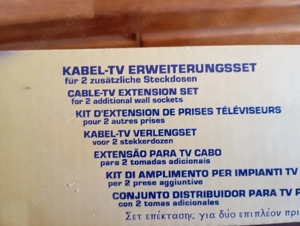 KABEL-TV ERWEITERUNGSSET
für 2 zusätzliche Steckdosen
CABLE-TV EXTENSION SET
for 2 additional wall sockets
KIT D'EXTENSION DE PRISES TÉLÉVISEURS
pour 2 autres prises
KABEL-TV VERLENGSET
voor 2 stekkerdozen
EXTENSÃO PARA TV CABO
para 2 tomadas adicionais
KIT DI AMPLIMENTO PER IMPIANTI TV
per 2 prese aggiuntive
CONJUNTO DISTRIBUIDOR PARA TV
con 2 tomas adicionales
Σετ επέκτασης για δύο επιπλέον